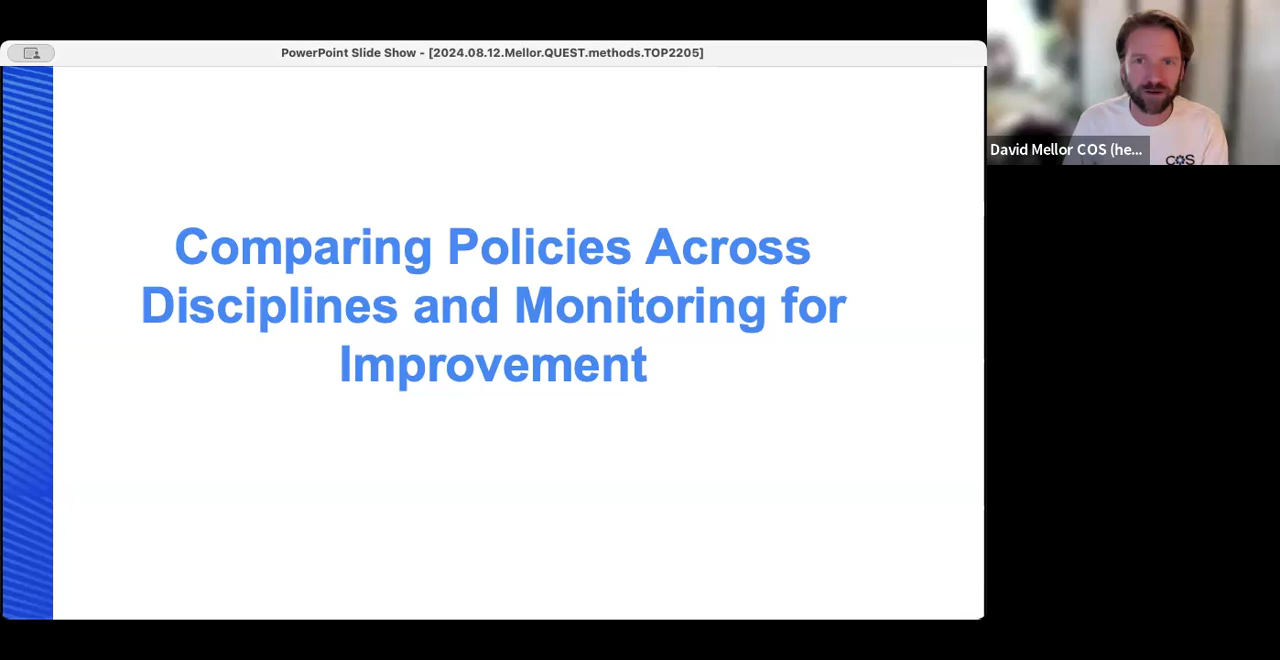 PowerPoint Slide Show - [2024.08.12.Mellor.QUEST.methods.TOP2205]
Comparing Policies Across
Disciplines and Monitoring for
Improvement
David Mellor COS (he...
COS